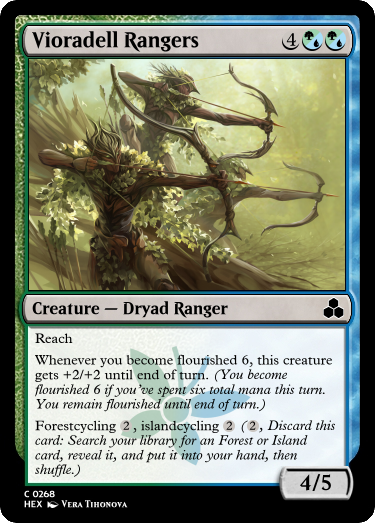 Vioradell Rangers 4
Creature — Dryad Ranger
Reach
Whenever you become flourished 6, this creature
gets +2/+2 until end of turn. (You become
flourished 6 if you've spent six total mana this turn.
You remain flourished until end of turn.)
Forestcycling 2, islandcycling 2 (2, Discard this
card: Search your library for an Forest or Island
card, reveal it, and put it into your hand, then
shuffle.)
4/5
C 0268
HEX VERA TIHONOVA